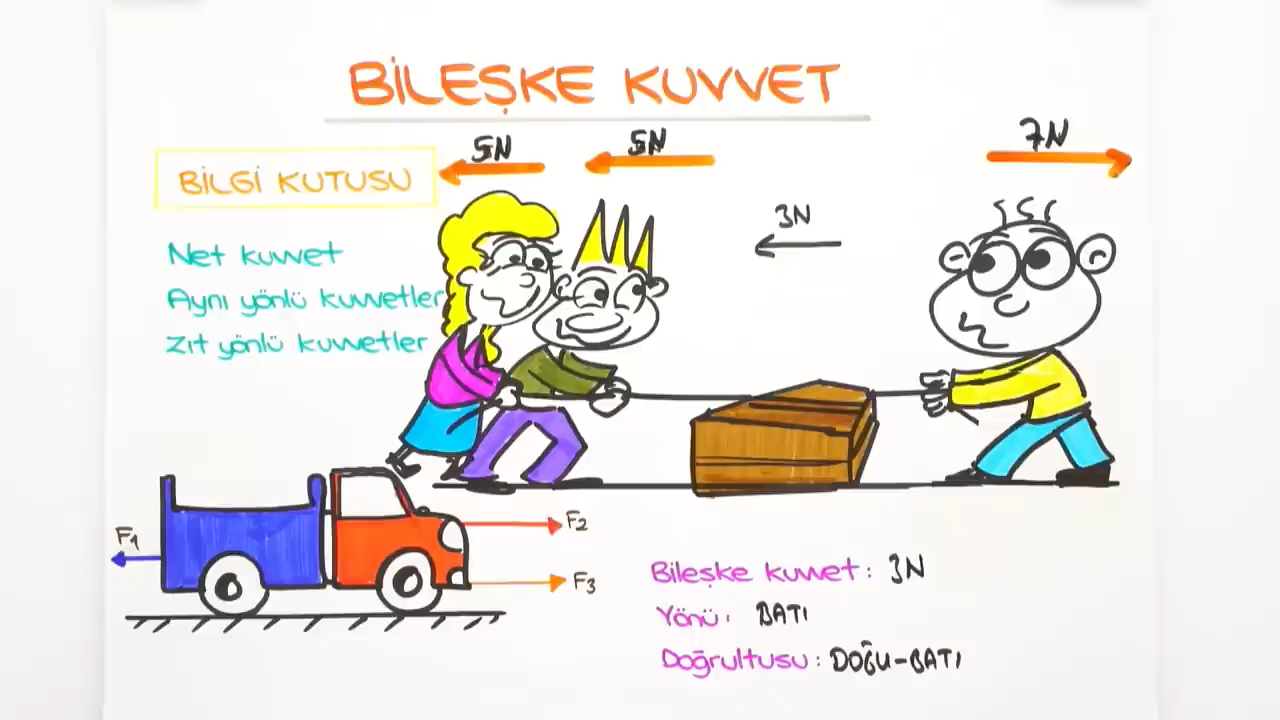 BİLEŞKE KUVVET
5N
5N
7N
BİLGİ KUTUSU
3N
Net kuvvet
Aynı yönlü kuvvetler
Zıt yönlü kuvvetler
F1
F2
F3
Bileşke kuvvet: 3N
Yönü: BATI
Doğrultusu: DOĞU-BATI